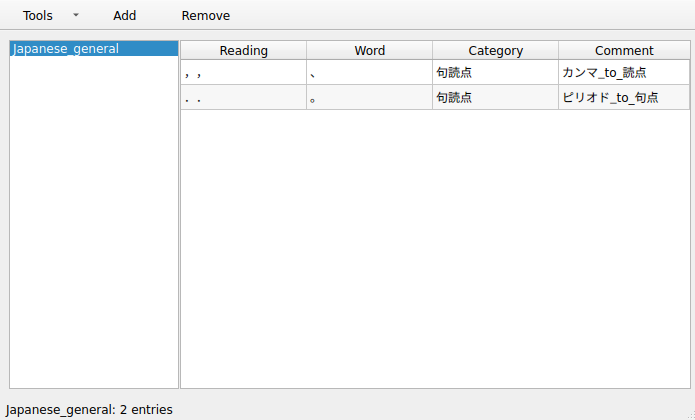 Tools Add Remove
Japanese_general
Reading Word Category Comment
，， 、 句読点 カンマ_to_読点
．． 。 句読点 ピリオド_to_句点
Japanese_general: 2 entries